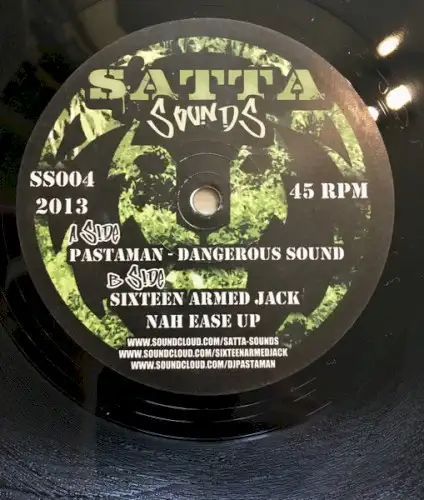 SATTA
SOUNDS
SS004
2013
45 RPM
A SIDE
PASTAMAN - DANGEROUS SOUND
B SIDE
SIXTEEN ARMED JACK
NAH EASE UP
WWW.SOUNDCLOUD.COM/SATTA-SOUNDS
WWW.SOUNDCLOUD.COM/SIXTEENARMEDJACK
WWW.SOUNDCLOUD.COM/DJPASTAMAN